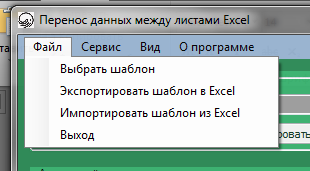 Перенос данных между листами Excel
Файл Сервис Вид О программе
Выбрать шаблон
Экспортировать шаблон в Excel
Импортировать шаблон из Excel
Выход